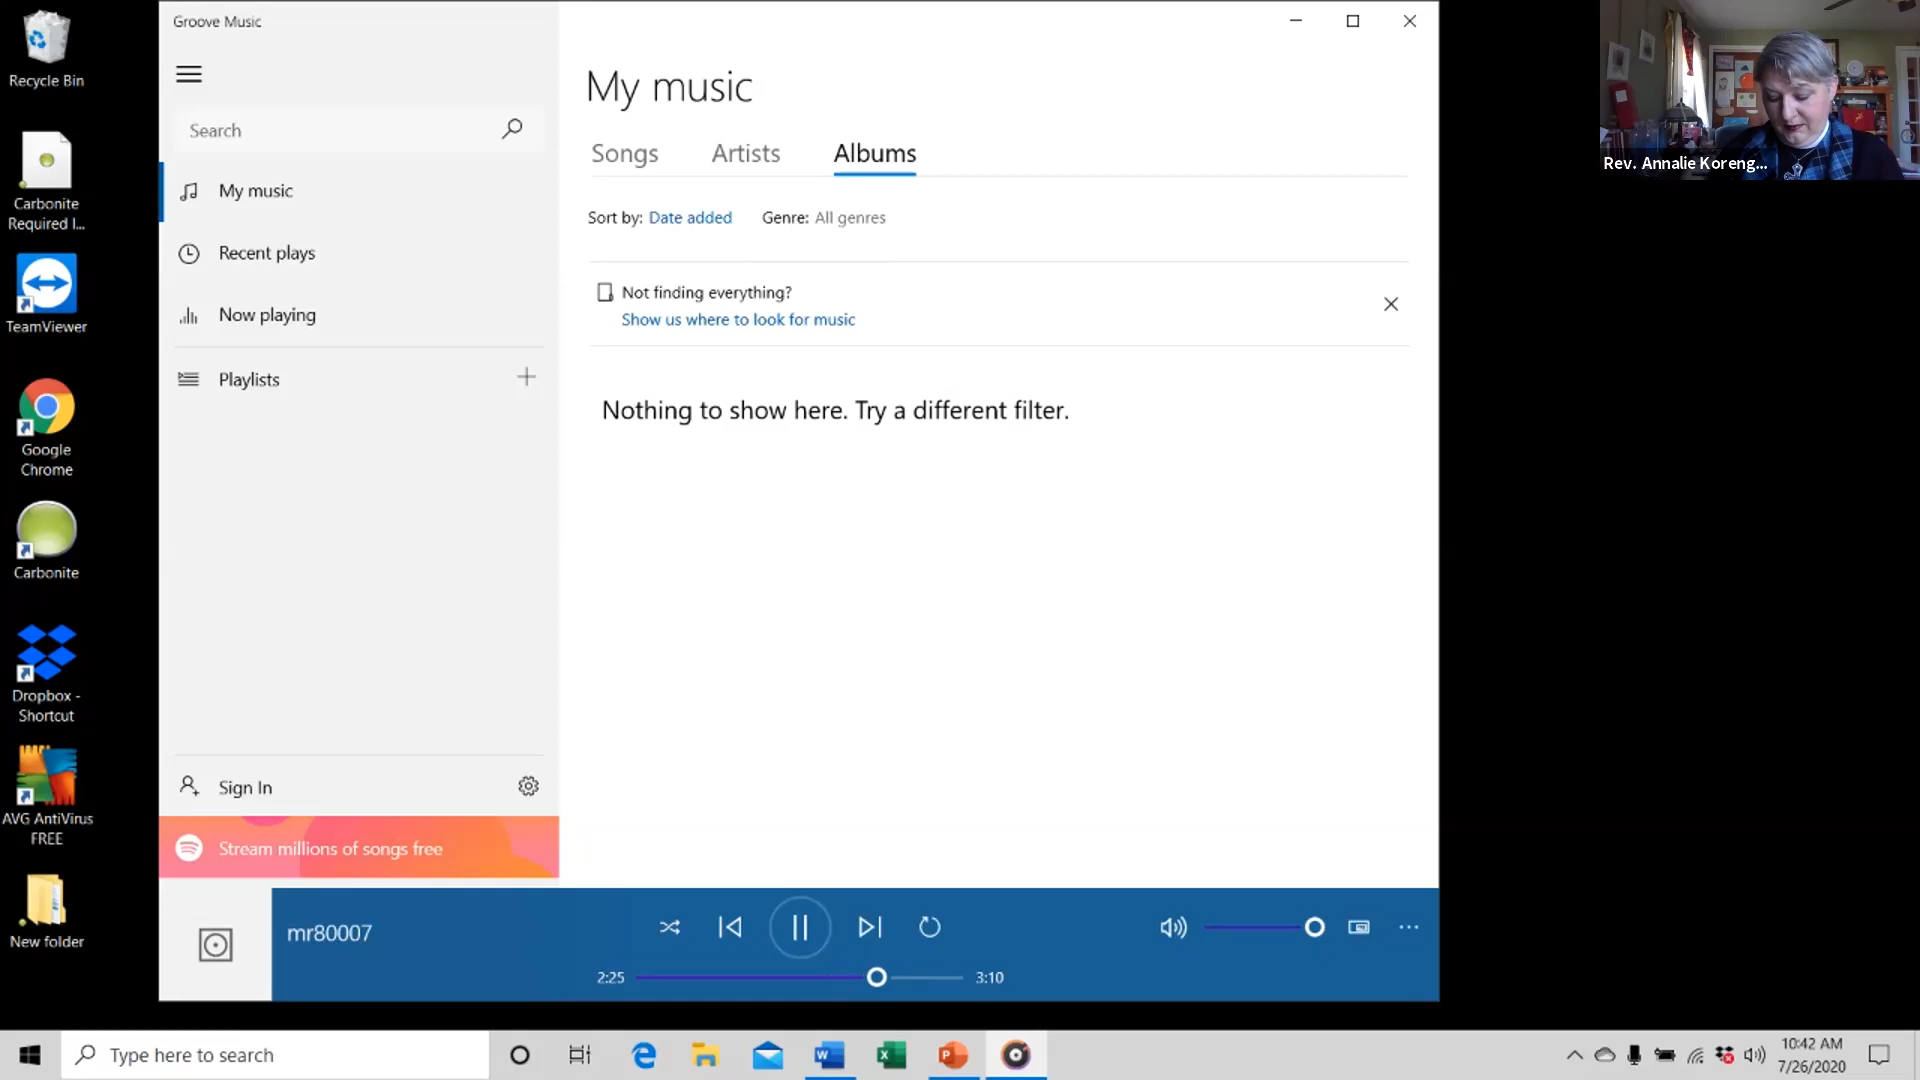 Recycle Bin
Carbonite
Required I...
TeamViewer
Google
Chrome
Carbonite
Dropbox -
Shortcut
AVG AntiVirus
FREE
New folder
Groove Music
Search
My music
Recent plays
Now playing
Playlists
Sign In
Stream millions of songs free
My music
Songs Artists Albums
Sort by: Date added Genre: All genres
Not finding everything?
Show us where to look for music
Nothing to show here. Try a different filter.
mr80007
2:25 3:10
Rev. Annalie Koreng...
Type here to search
10:42 AM
7/26/2020